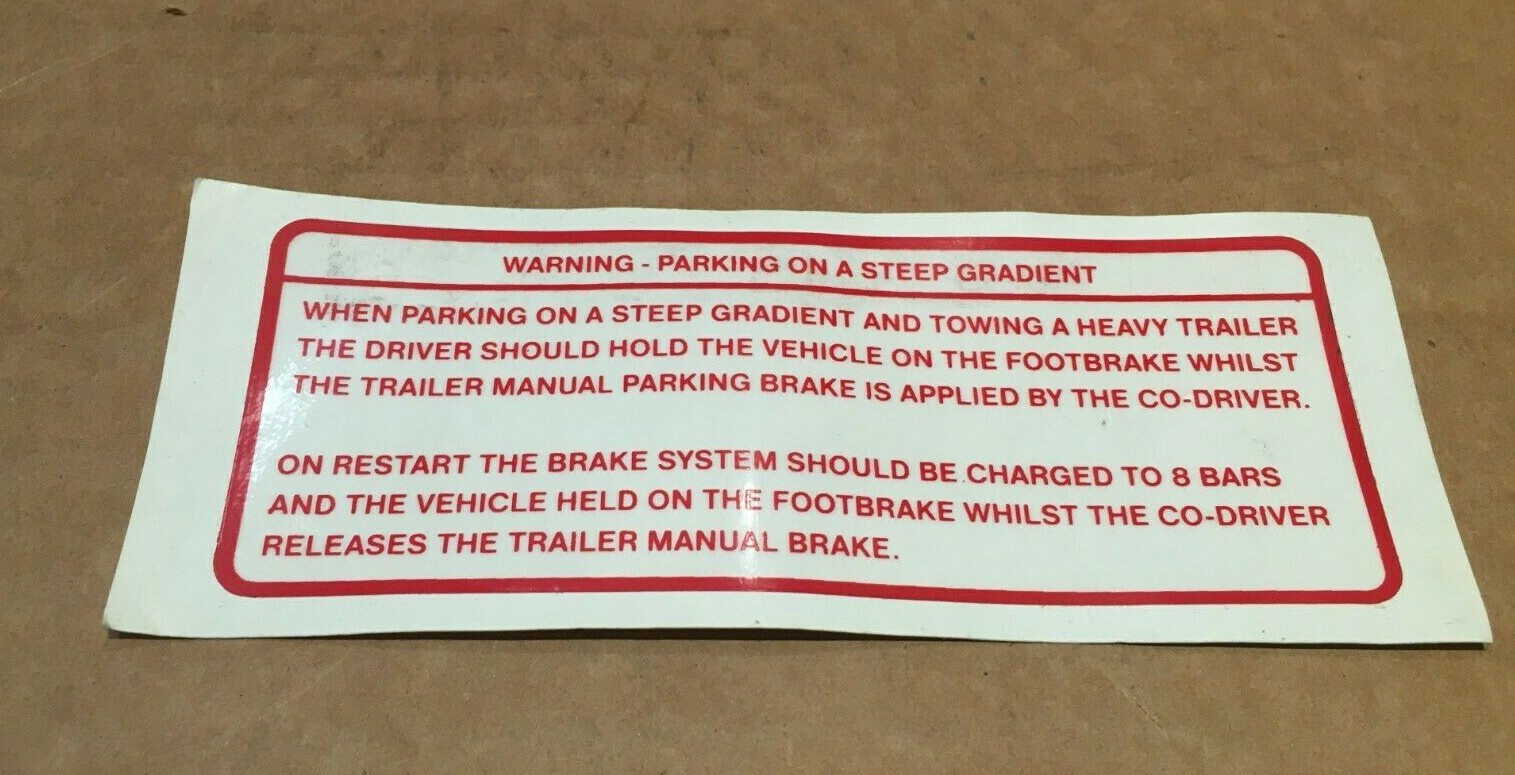 WARNING - PARKING ON A STEEP GRADIENT
WHEN PARKING ON A STEEP GRADIENT AND TOWING A HEAVY TRAILER
THE DRIVER SHOULD HOLD THE VEHICLE ON THE FOOTBRAKE WHILST
THE TRAILER MANUAL PARKING BRAKE IS APPLIED BY THE CO-DRIVER.
ON RESTART THE BRAKE SYSTEM SHOULD BE CHARGED TO 8 BARS
AND THE VEHICLE HELD ON THE FOOTBRAKE WHILST THE CO-DRIVER
RELEASES THE TRAILER MANUAL BRAKE.